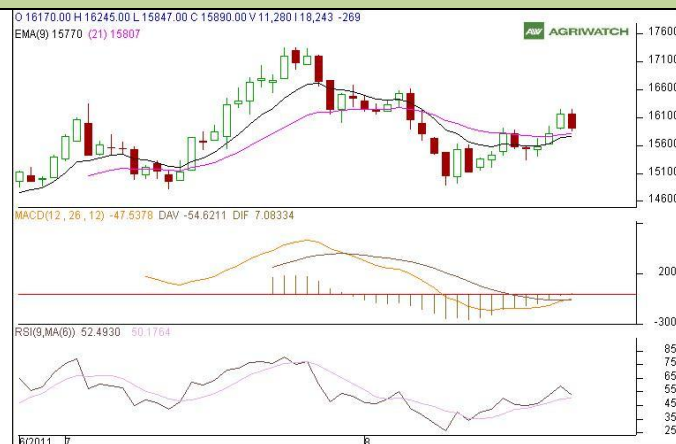 O 16170.00 H 16245.00 L 15847.00 C 15890.00 V 11,280 I 18,243 -269
EMA(9) 15770 (21) 15807
AW AGRIWATCH
17600
17100
16600
16100
15600
15100
14600
MACD(12 , 26 , 12) -47.5378 DAV -54.6211 DIF 7.08334
200
-300
RSI(9,MA(6)) 52.4930 50.1764
85
75
65
55
45
35
25
6/2011 7 8